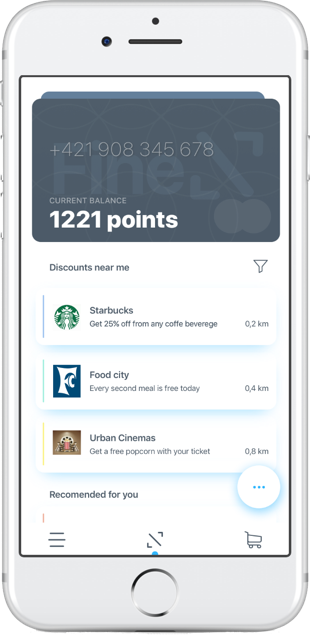 +421 908 345 678
Fine
CURRENT BALANCE
1221 points
Discounts near me
Starbucks
Get 25% off from any coffe beverege
0,2 km
Food city
Every second meal is free today
0,4 km
Urban Cinemas
Get a free popcorn with your ticket
0,8 km
Recomended for you